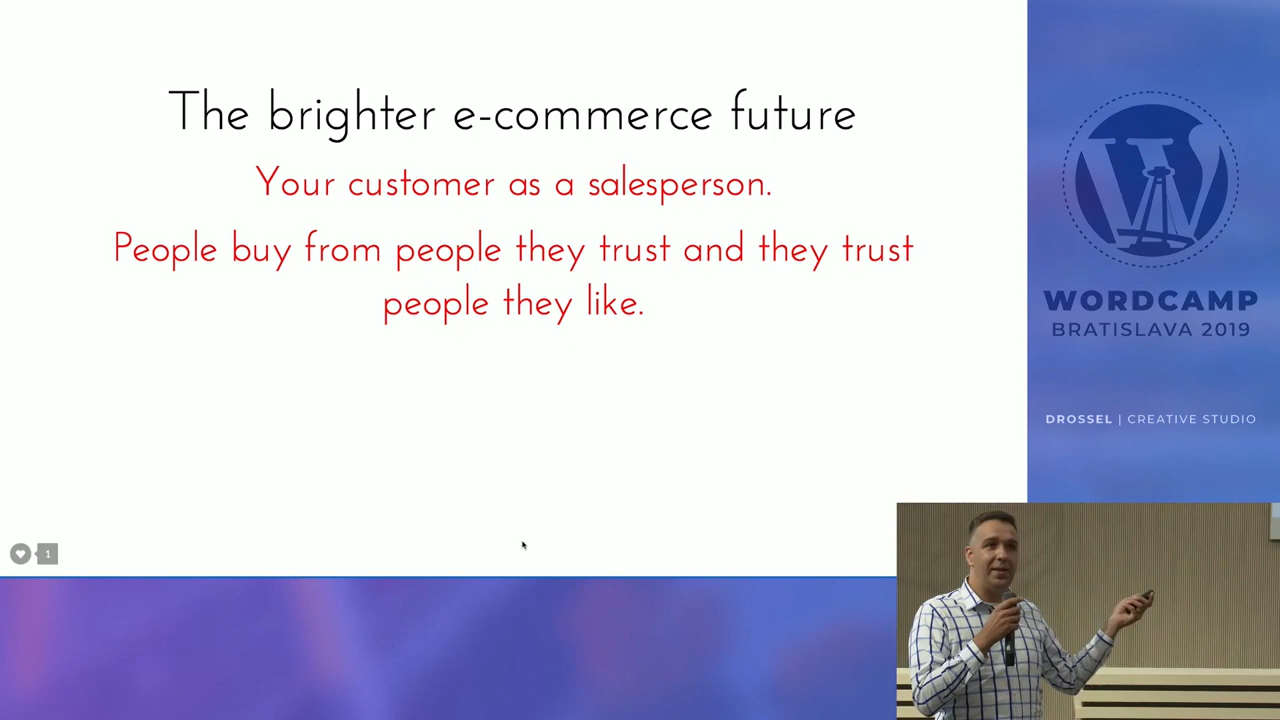 The brighter e-commerce future
Your customer as a salesperson.
People buy from people they trust and they trust
people they like.
1
W
WORDCAMP
BRATISLAVA 2019
DROSSEL | CREATIVE STUDIO